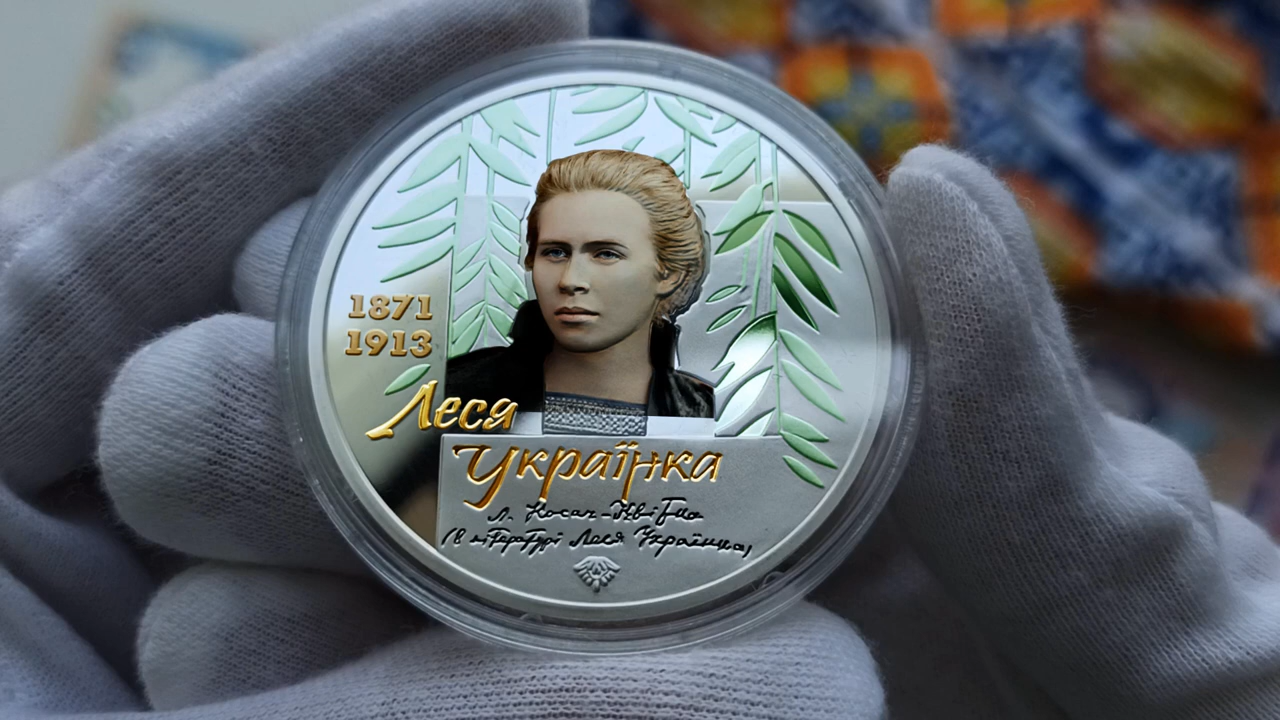 1871
1913
Леся
Українка
Л. Косач-Квітка
(в літературі Леся Українка)